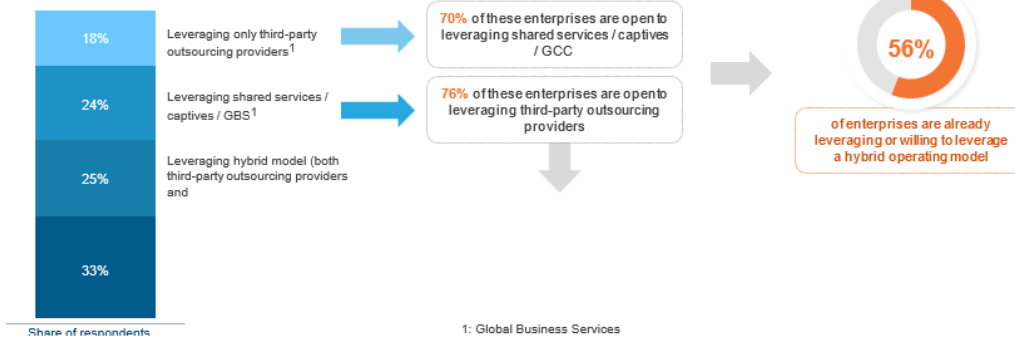 18%
Leveraging only third-party
outsourcing providers1
70% of these enterprises are open to
leveraging shared services / captives
/ GCC
56%
24%
Leveraging shared services /
captives / GBS1
76% of these enterprises are open to
leveraging third-party outsourcing
providers
of enterprises are already
leveraging or willing to leverage
a hybrid operating model
25%
Leveraging hybrid model (both
third-party outsourcing providers
and
33%
Share of respondents
1: Global Business Services